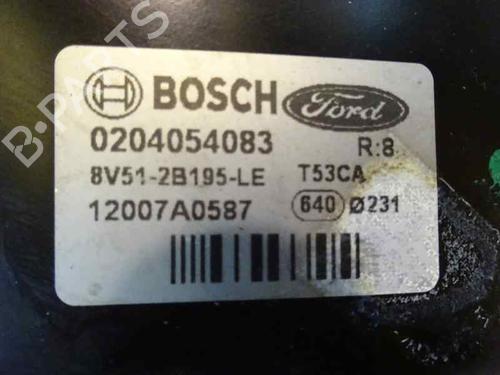 B-PARTS
BOSCH Ford
0204054083 R:8
8V51-2B195-LE T53CA
12007A0587 640 Ø231